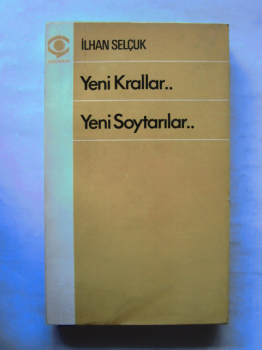 İLHAN SELÇUK
Yeni Krallar..
Yeni Soytarılar..